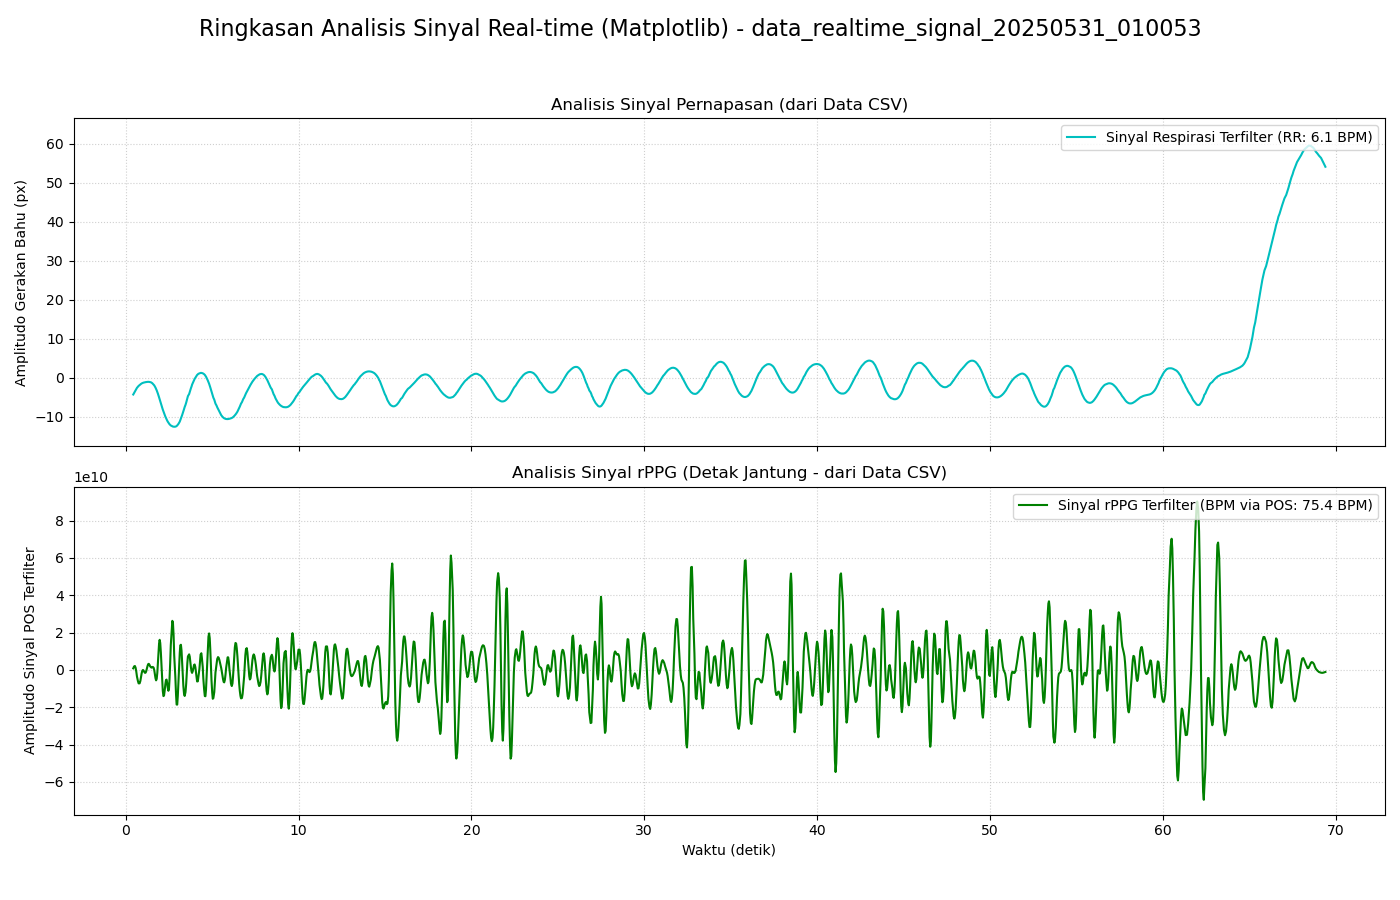 Ringkasan Analisis Sinyal Real-time (Matplotlib) - data_realtime_signal_20250531_010053
Analisis Sinyal Pernapasan (dari Data CSV)
Sinyal Respirasi Terfilter (RR: 6.1 BPM)
Amplitudo Gerakan Bahu (px)
60
50
40
30
20
10
0
−10
1e10
Analisis Sinyal rPPG (Detak Jantung - dari Data CSV)
Sinyal rPPG Terfilter (BPM via POS: 75.4 BPM)
Amplitudo Sinyal POS Terfilter
8
6
4
2
0
−2
−4
−6
0 10 20 30 40 50 60 70
Waktu (detik)